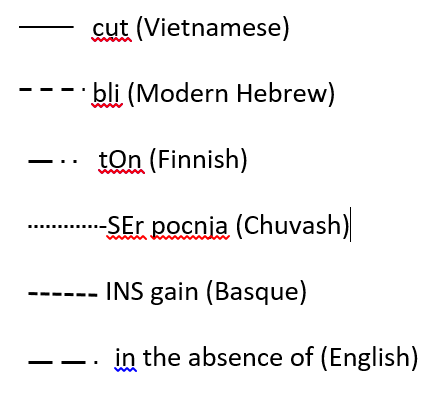 cut (Vietnamese)
bli (Modern Hebrew)
tOn (Finnish)
-SEr pocnja (Chuvash)
INS gain (Basque)
in the absence of (English)